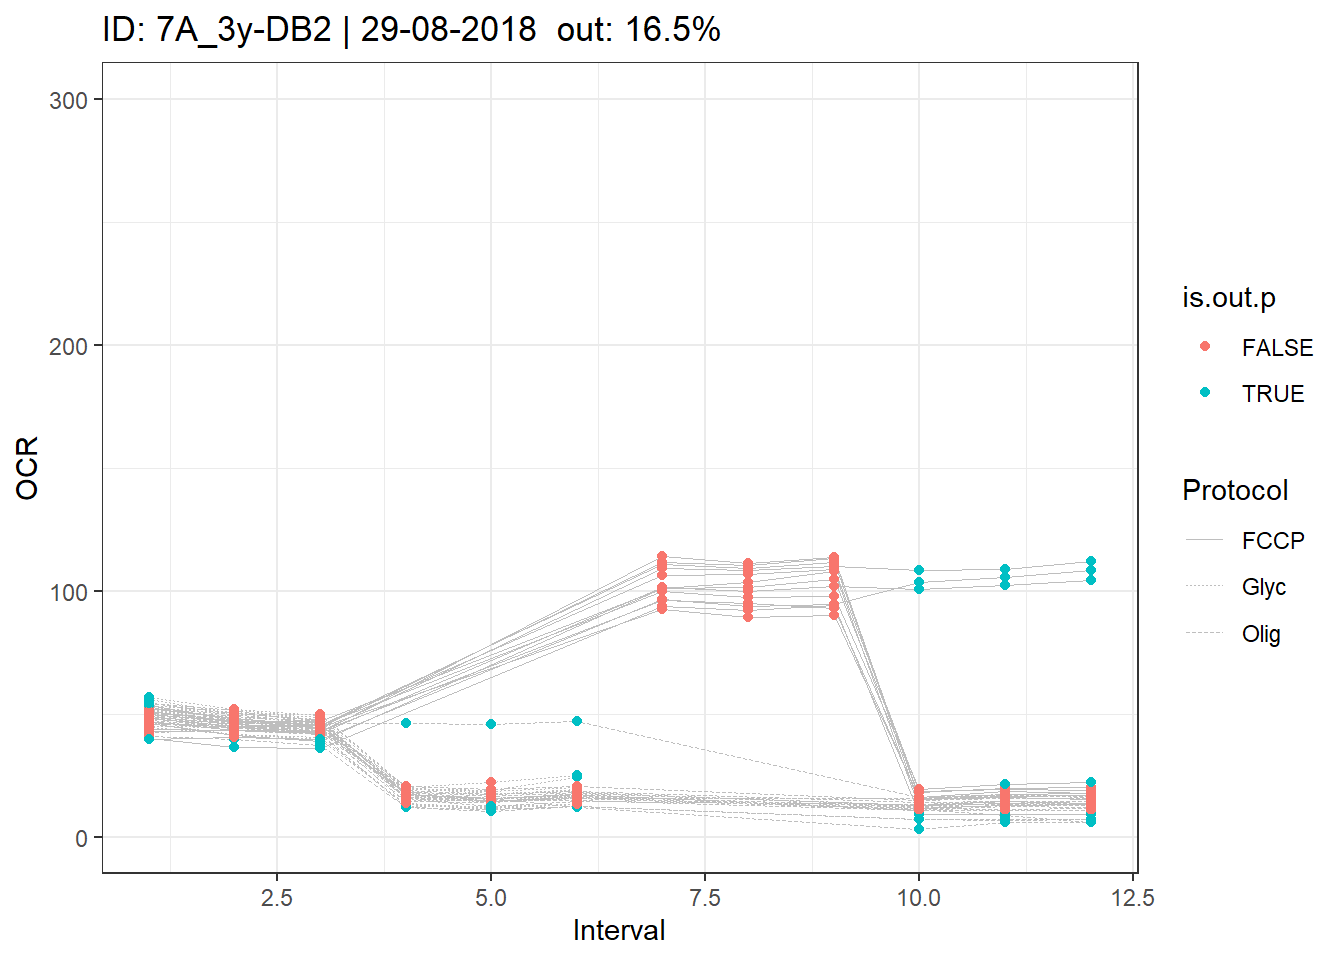 ID: 7A_3y-DB2 | 29-08-2018  out: 16.5%
300
200
100
0
OCR
2.5
5.0
7.5
10.0
12.5
Interval
is.out.p
FALSE
TRUE
Protocol
FCCP
Glyc
Olig